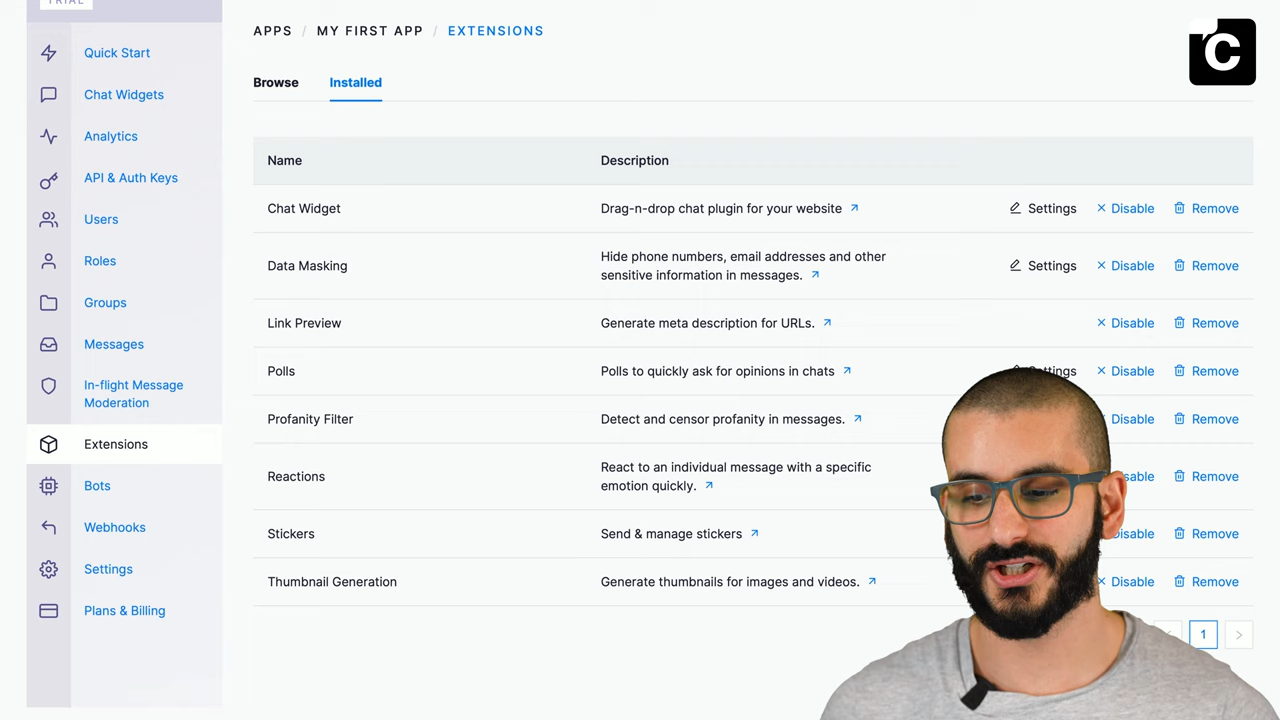 TRIAL
Quick Start
Chat Widgets
Analytics
API & Auth Keys
Users
Roles
Groups
Messages
In-flight Message
Moderation
Extensions
Bots
Webhooks
Settings
Plans & Billing
APPS / MY FIRST APP / EXTENSIONS
C
Browse Installed
Name Description
Chat Widget Drag-n-drop chat plugin for your website Settings Disable Remove
Data Masking Hide phone numbers, email addresses and other
sensitive information in messages. Settings Disable Remove
Link Preview Generate meta description for URLs. Disable Remove
Polls Polls to quickly ask for opinions in chats Settings Disable Remove
Profanity Filter Detect and censor profanity in messages. Disable Remove
Reactions React to an individual message with a specific
emotion quickly. Disable Remove
Stickers Send & manage stickers Disable Remove
Thumbnail Generation Generate thumbnails for images and videos. Disable Remove
1